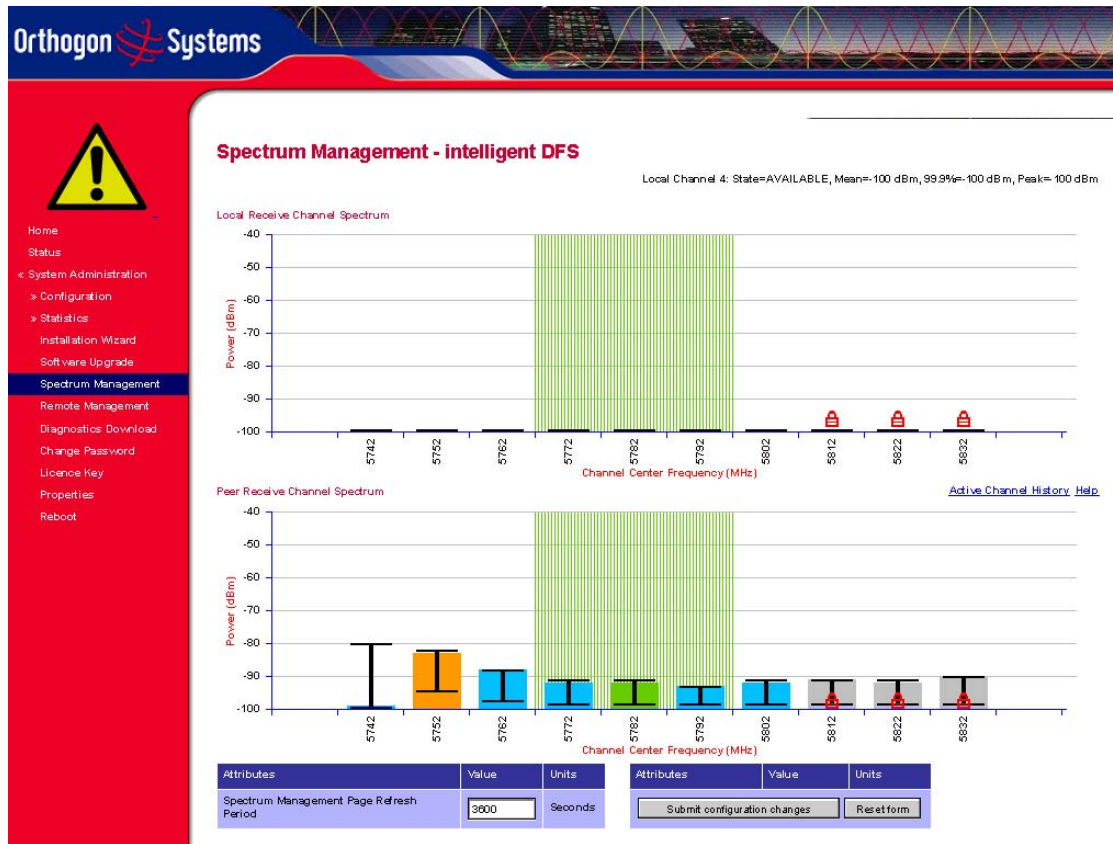 Orthogon Systems
Home
Status
« System Administration
» Configuration
» Statistics
Installation Wizard
Software Upgrade
Spectrum Management
Remote Management
Diagnostics Download
Change Password
Licence Key
Properties
Reboot
Spectrum Management - intelligent DFS
Local Channel 4: State=AVAILABLE, Mean=-100 dBm, 99.9%=-100 dBm, Peak=-100 dBm
Local Receive Channel Spectrum
Power (dBm)
-40
-50
-60
-70
-80
-90
-100
5742 5752 5762 5772 5782 5792 5802 5812 5822 5832
Channel Center Frequency (MHz)
Peer Receive Channel Spectrum
Active Channel History Help
Power (dBm)
-40
-50
-60
-70
-80
-90
-100
5742 5752 5762 5772 5782 5792 5802 5812 5822 5832
Channel Center Frequency (MHz)
Attributes Value Units
Spectrum Management Page Refresh
Period
3600 Seconds
Attributes Value Units
Submit configuration changes Reset form